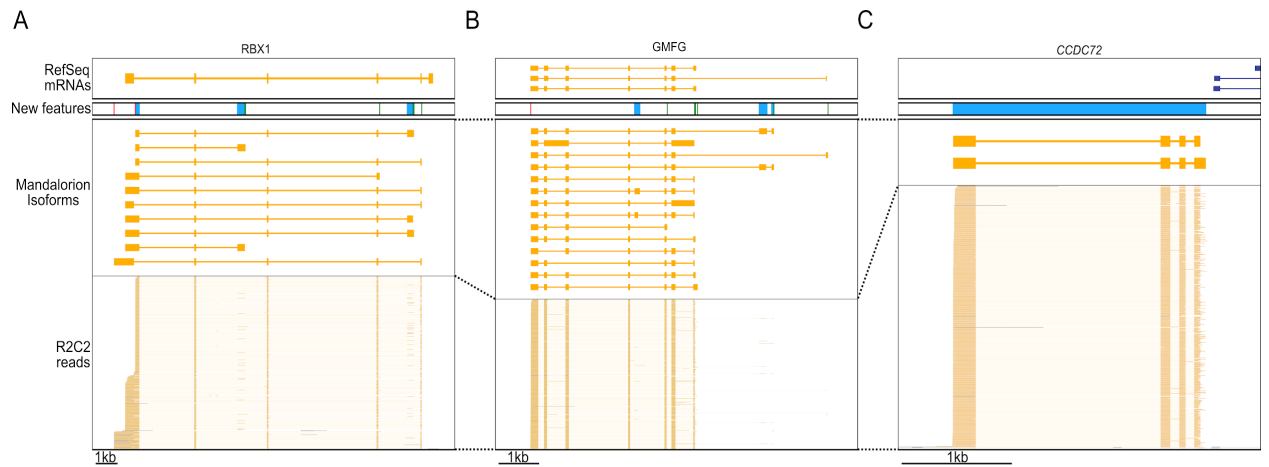 A
B
C
RBX1
GMFG
CCDC72
RefSeq
mRNAs
New features
Mandalorion
Isoforms
R2C2
reads
1kb
1kb
1kb